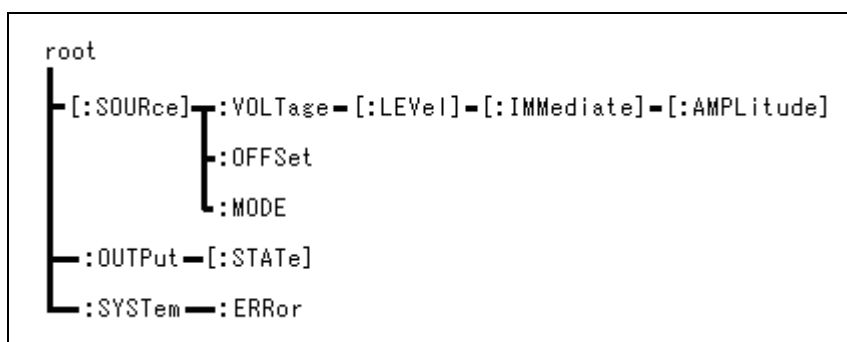 root
[:SOURce] :VOLTage [:LEVel] [:IMMediate] [:AMPLitude]
:OFFSet
:MODE
:OUTPut [:STATe]
:SYSTem :ERRor